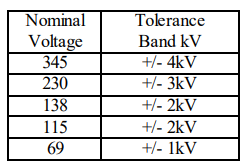 Nominal Voltage	Tolerance Band kV
345	+/- 4kV
230	+/- 3kV
138	+/- 2kV
115	+/- 2kV
69	+/- 1kV